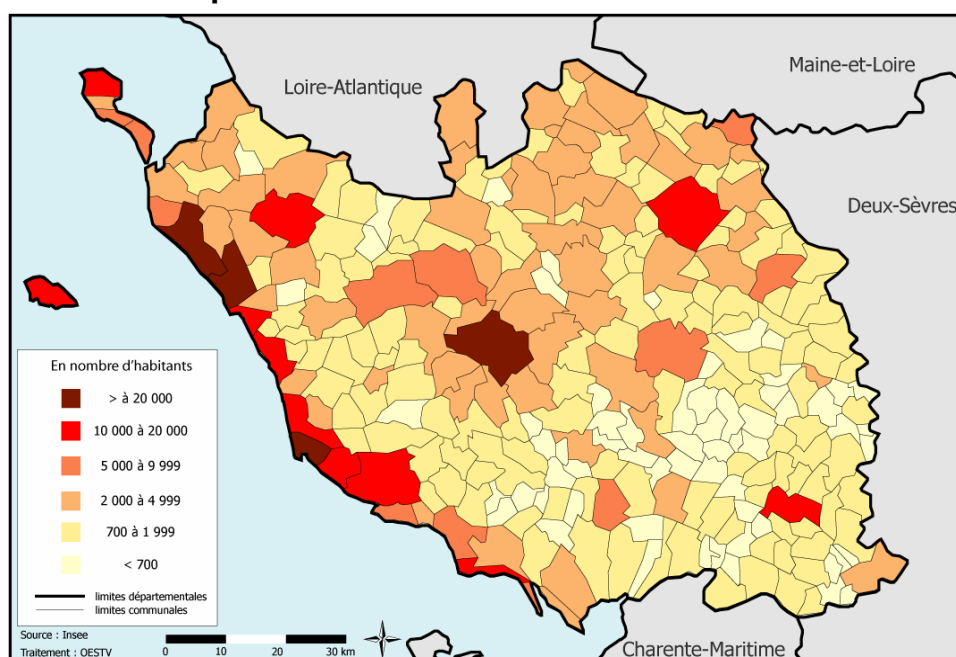 Loire-Atlantique
Maine-et-Loire
Deux-Sèvres
En nombre d'habitants
> à 20 000
10 000 à 20 000
5 000 à 9 999
2 000 à 4 999
700 à 1 999
< 700
limites départementales
limites communales
Source : Insee
Traitement : OESTV
0 10 20 30 km
Charente-Maritime